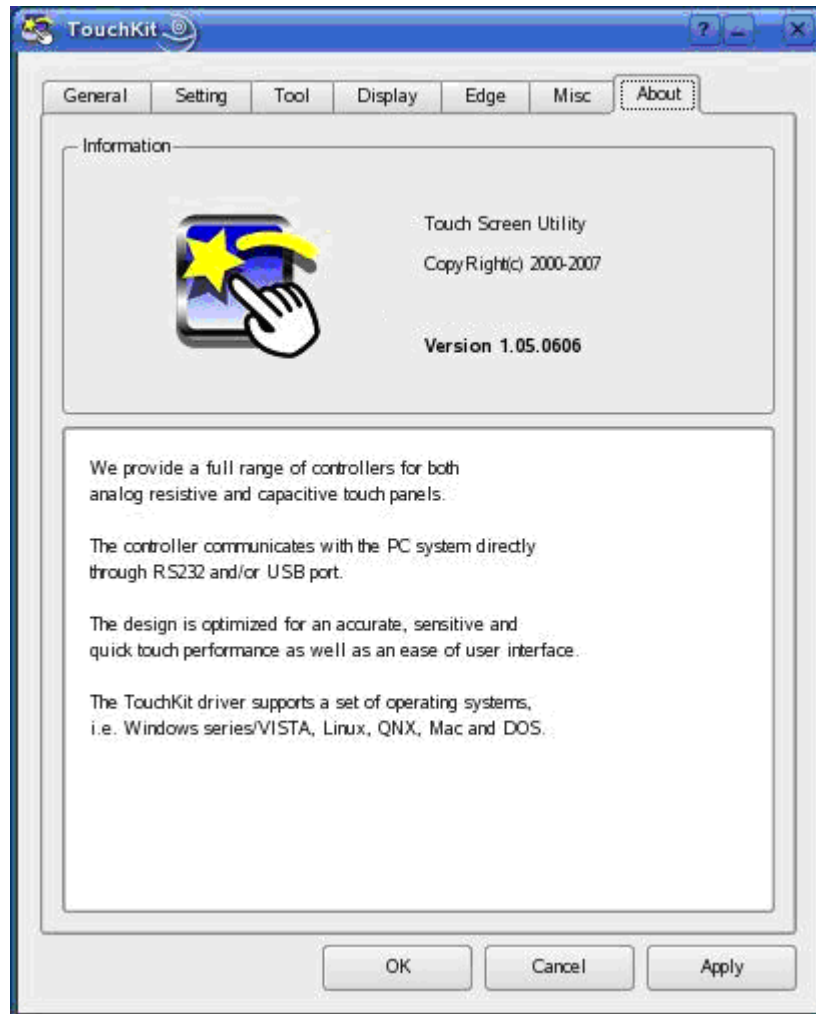 TouchKit
General Setting Tool Display Edge Misc About
Information
Touch Screen Utility
CopyRight(c) 2000-2007
Version 1.05.0606
We provide a full range of controllers for both
analog resistive and capacitive touch panels.
The controller communicates with the PC system directly
through RS232 and/or USB port.
The design is optimized for an accurate, sensitive and
quick touch performance as well as an ease of user interface.
The TouchKit driver supports a set of operating systems,
i.e. Windows series/VISTA, Linux, QNX, Mac and DOS.
OK Cancel Apply